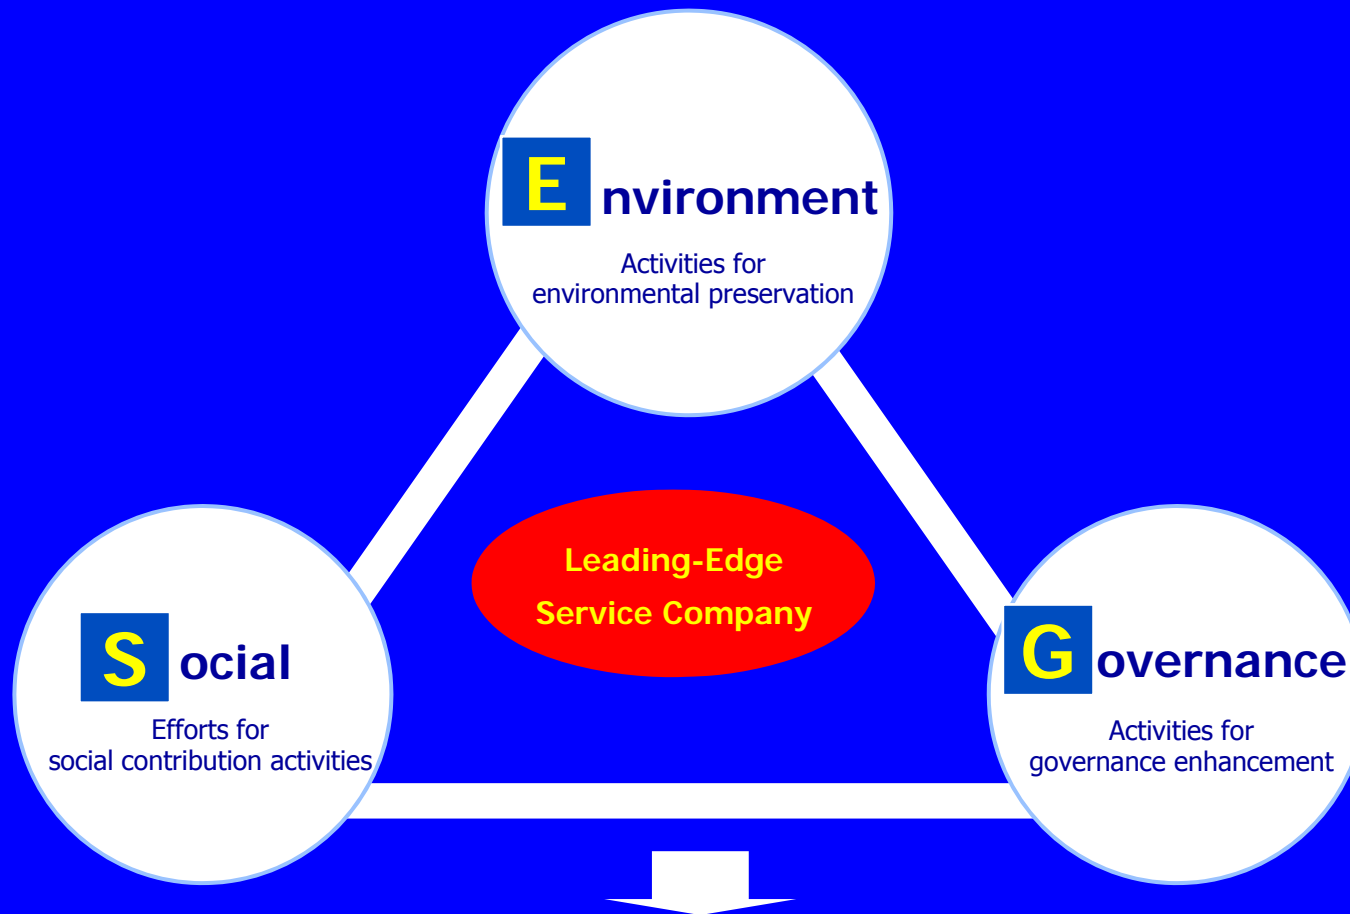 Environment
Activities for
environmental preservation
Leading-Edge
Service Company
Social
Efforts for
social contribution activities
Governance
Activities for
governance enhancement